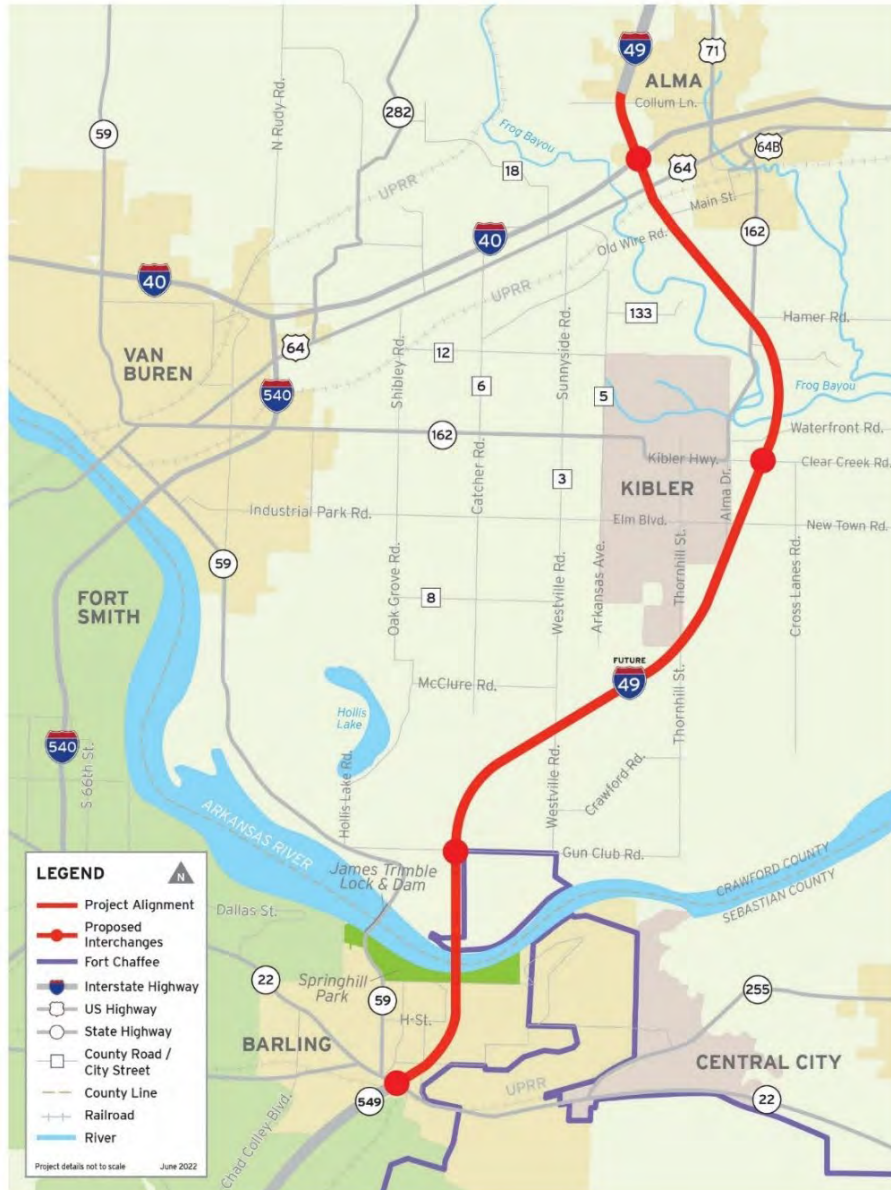 49
71
ALMA
Collum Ln.
59
N Rudy Rd.
282
Frog Bayou
18
64B
64
UPRR
Main St.
162
40
Old Wire Rd.
40
UPRR
133
Hamer Rd.
64
VAN
BUREN
12
Shibley Rd.
Sunnyside Rd.
6
5
Frog Bayou
540
162
Waterfront Rd.
Kibler Hwy.
Clear Creek Rd.
Catcher Rd.
3
KIBLER
Alma Dr.
Industrial Park Rd.
Elm Blvd.
New Town Rd.
59
FORT
SMITH
Oak Grove Rd.
8
Westville Rd.
Arkansas Ave.
Thornhill St.
Cross Lanes Rd.
FUTURE
49
McClure Rd.
Hollis
Lake
540
S 66th St.
Thornhill St.
Hollis Lake Rd.
Westville Rd.
Crawford Rd.
ARKANSAS RIVER
Gun Club Rd.
CRAWFORD COUNTY
SEBASTIAN COUNTY
James Trimble
Lock & Dam
Dallas St.
22
Springhill
Park
59
H-St.
255
BARLING
CENTRAL CITY
UPRR
549
22
Chad Colley Blvd.
LEGEND
N
Project Alignment
Proposed
Interchanges
Fort Chaffee
Interstate Highway
US Highway
State Highway
County Road /
City Street
County Line
Railroad
River
Project details not to scale June 2022